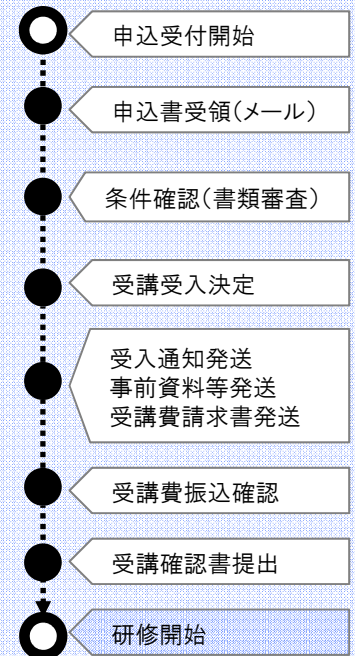 申込受付開始
申込書受領(メール)
条件確認(書類審査)
受講受入決定
受入通知発送
事前資料等発送
受講費請求書発送
受講費振込確認
受講確認書提出
研修開始